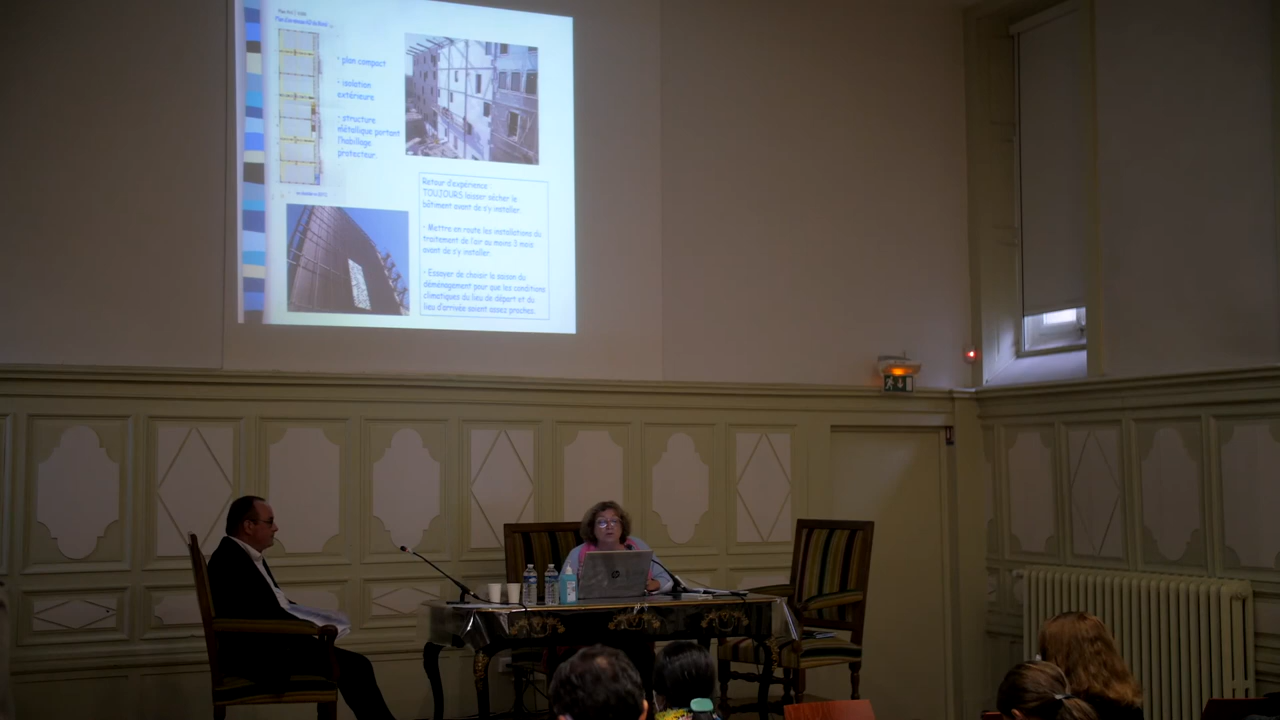 - plan compact
- isolation
extérieure
- structure
métallique portant
l'habillage
protecteur.
Retour d'expérience :
TOUJOURS laisser sécher le
bâtiment avant de s'y installer.
- Mettre en route les installations du
traitement de l'air au moins 3 mois
avant de s'y installer.
- Essayer de choisir la saison du
déménagement pour que les conditions
climatiques du lieu de départ et du
lieu d'arrivée soient assez proches.